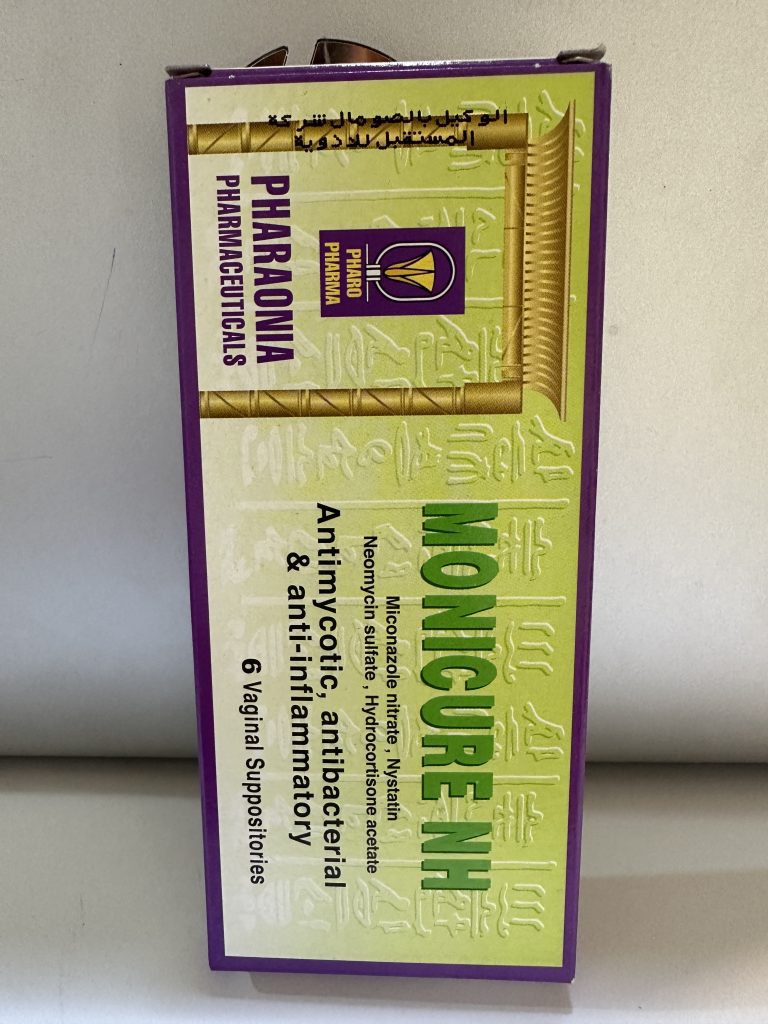 الوكيل بالصومال شركة
المستقبل للادوية
PHARO
PHARMA
PHARAONIA
PHARMACEUTICALS
MONICURE NH
Miconazole nitrate , Nystatin
Neomycin sulfate , Hydrocortisone acetate
Antimycotic, antibacterial
& anti-inflammatory
6 Vaginal Suppositories